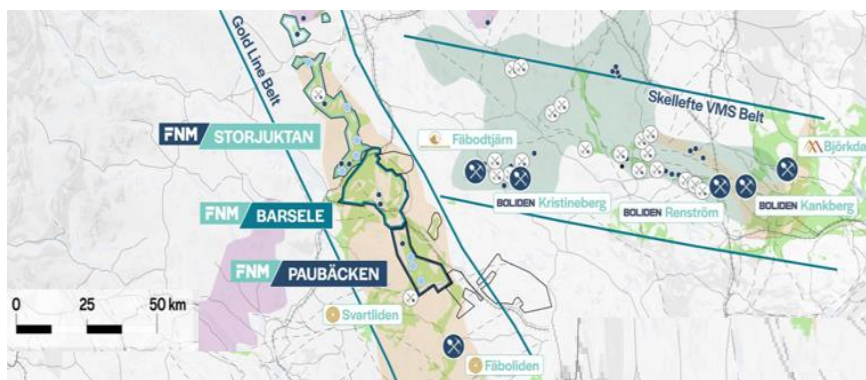 Gold Line Belt
Skellefte VMS Belt
FNM STORJUKTAN
Fäbodtjärn
Björkda
BOLIDEN Kristineberg
BOLIDEN Renström
BOLIDEN Kankberg
FNM BARSELE
FNM PAUBÄCKEN
0 25 50 km
Svartliden
Fäboliden